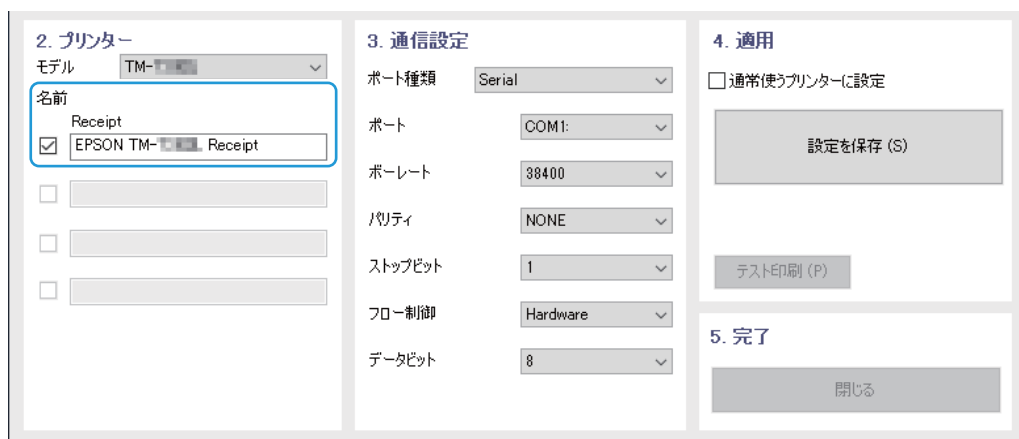 2. プリンター
モデル TM-
名前
Receipt
EPSON TM- Receipt
3. 通信設定
ポート種類 Serial
ポート COM1:
ボーレート 38400
パリティ NONE
ストップビット 1
フロー制御 Hardware
データビット 8
4. 適用
通常使うプリンターに設定
設定を保存 (S)
テスト印刷 (P)
5. 完了
閉じる